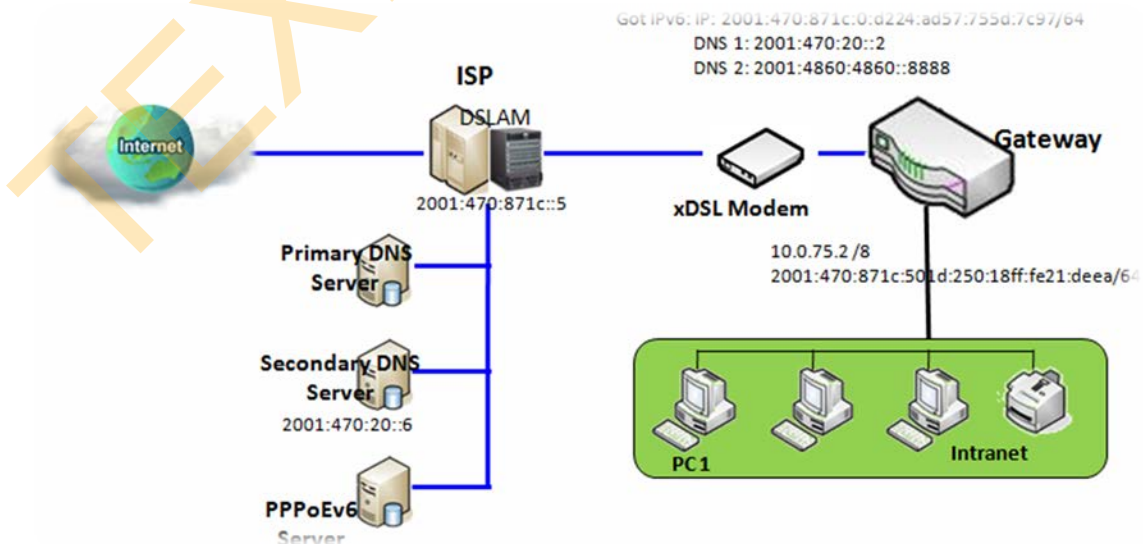 Got IPv6: IP: 2001:470:871c:0:d224:ad57:755d:7c97/64
DNS 1: 2001:470:20::2
DNS 2: 2001:4860:4860::8888
ISP
DSLAM
Internet
Gateway
2001:470:871c::5
xDSL Modem
Primary DNS
Server
10.0.75.2 /8
2001:470:871c:501d:250:18ff:fe21:deea/64
Secondary DNS
Server
2001:470:20::6
PC1
Intranet
PPPoEv6
Server